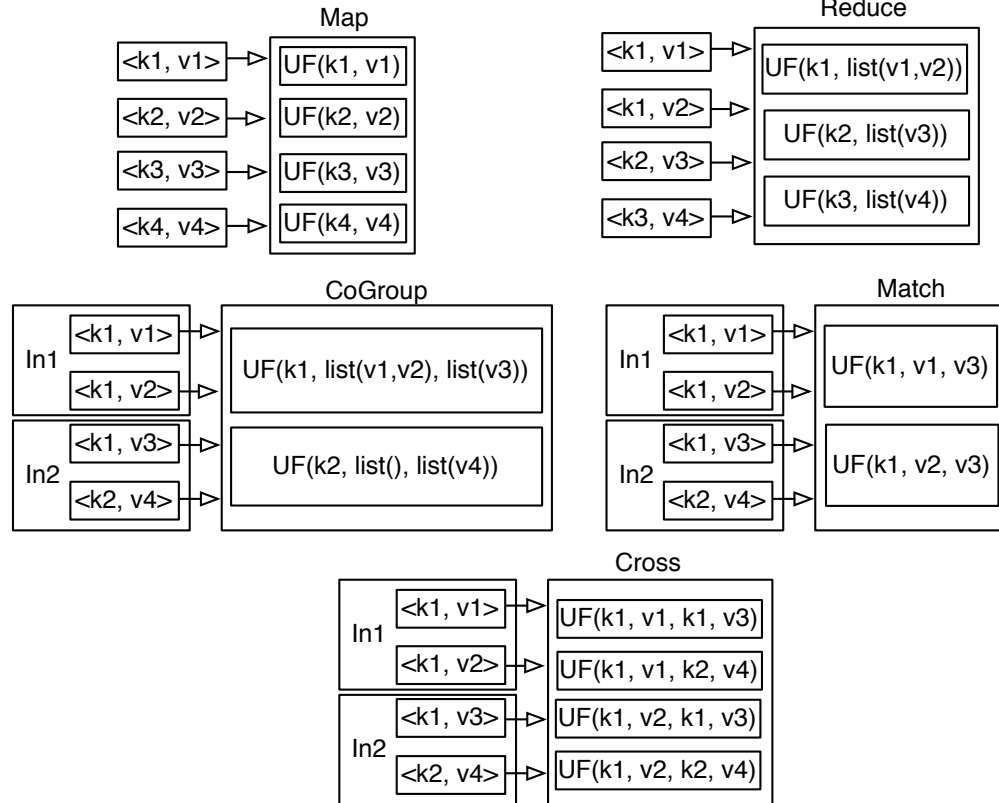 Map
<k1, v1>
<k2, v2>
<k3, v3>
<k4, v4>
UF(k1, v1)
UF(k2, v2)
UF(k3, v3)
UF(k4, v4)
Reduce
<k1, v1>
<k1, v2>
<k2, v3>
<k3, v4>
UF(k1, list(v1,v2))
UF(k2, list(v3))
UF(k3, list(v4))
CoGroup
In1
<k1, v1>
<k1, v2>
In2
<k1, v3>
<k2, v4>
UF(k1, list(v1,v2), list(v3))
UF(k2, list(), list(v4))
Match
In1
<k1, v1>
<k1, v2>
In2
<k1, v3>
<k2, v4>
UF(k1, v1, v3)
UF(k1, v2, v3)
Cross
In1
<k1, v1>
<k1, v2>
In2
<k1, v3>
<k2, v4>
UF(k1, v1, k1, v3)
UF(k1, v1, k2, v4)
UF(k1, v2, k1, v3)
UF(k1, v2, k2, v4)